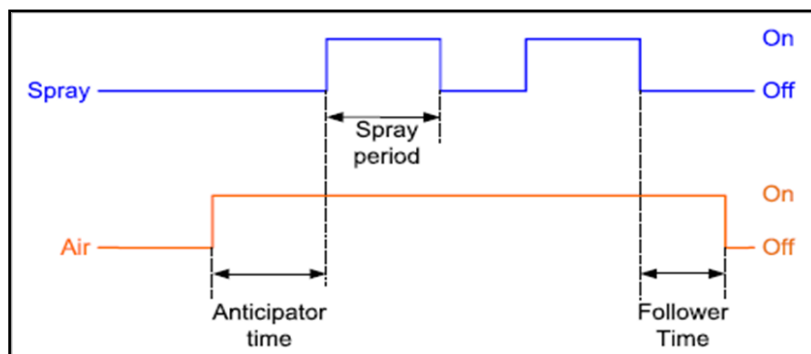 On
Spray
Off
Spray
period
On
Air
Off
Anticipator
time
Follower
Time